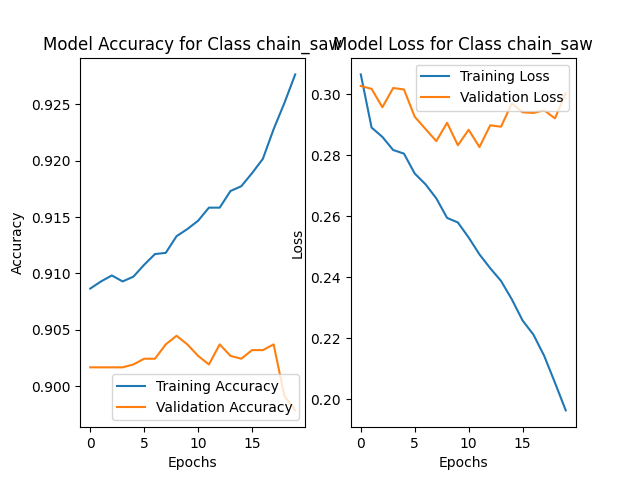 Model Accuracy for Class chain_saw
Model Loss for Class chain_saw
0.925
0.920
0.915
0.910
0.905
0.900
Accuracy
0
5
10
15
Epochs
Training Accuracy
Validation Accuracy
0.30
0.28
0.26
0.24
0.22
0.20
Loss
0
5
10
15
Epochs
Training Loss
Validation Loss